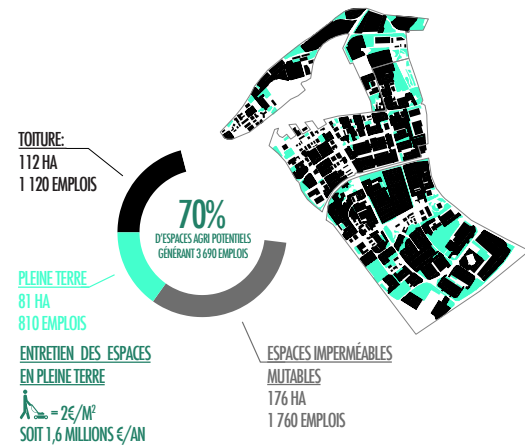 TOITURE:
112 HA
1 120 EMPLOIS
70%
D'ESPACES AGRI POTENTIELS
GÉNÉRANT 3 690 EMPLOIS
PLEINE TERRE
81 HA
810 EMPLOIS
ENTRETIEN DES ESPACES
EN PLEINE TERRE
= 2€/M²
SOIT 1,6 MILLIONS €/AN
ESPACES IMPERMÉABLES
MUTABLES
176 HA
1 760 EMPLOIS